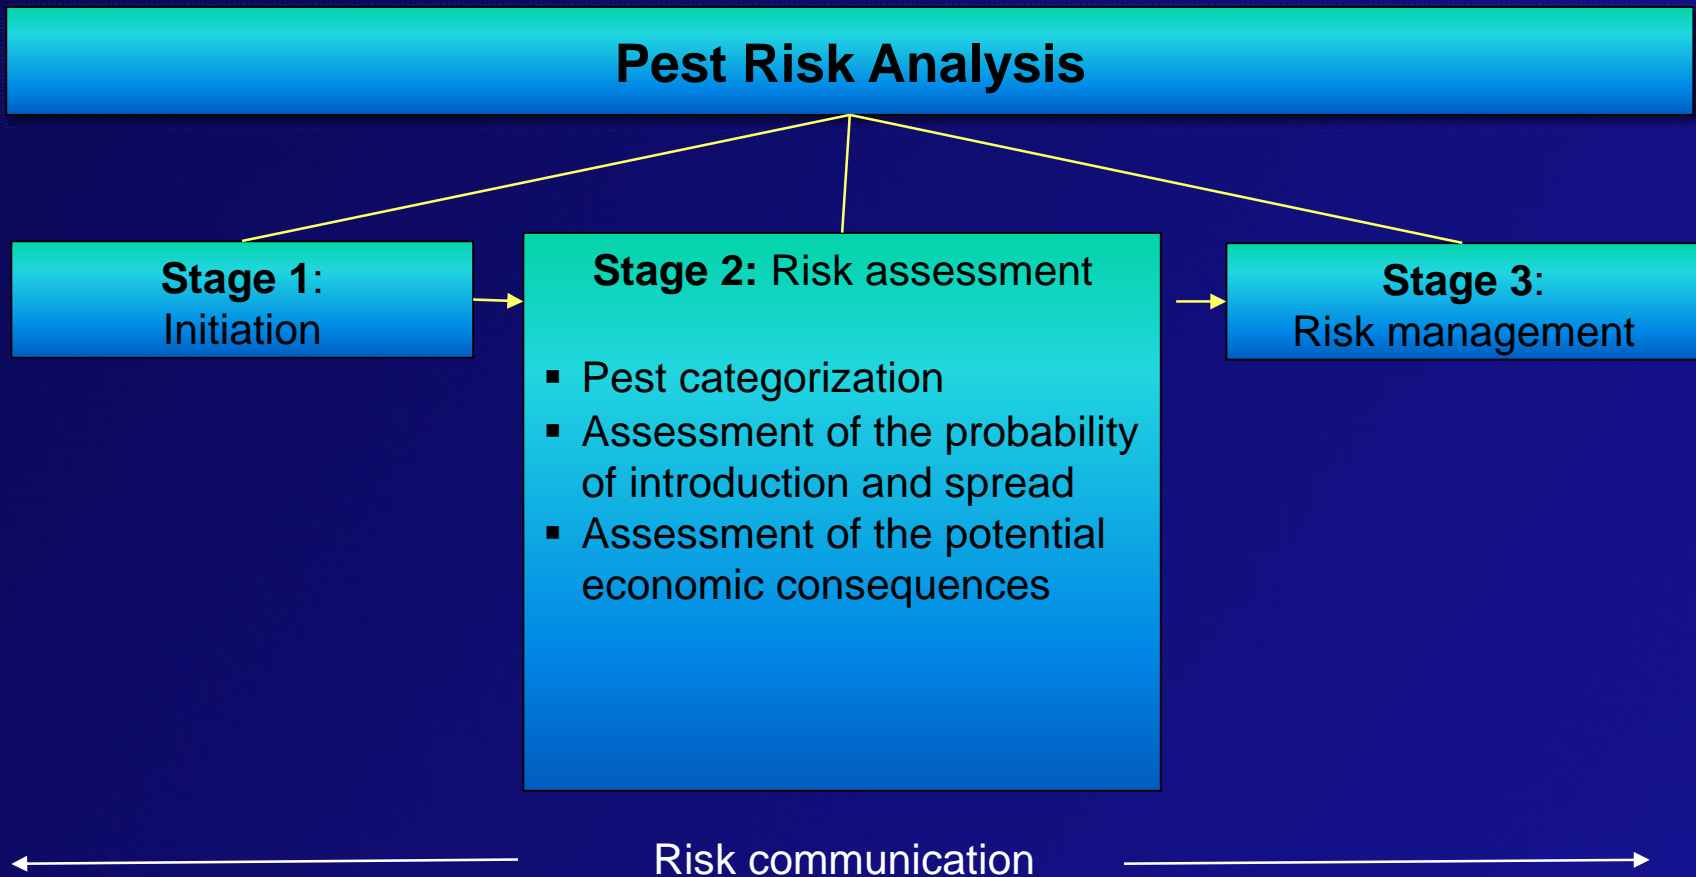 Pest Risk Analysis
Stage 1:
Initiation
Stage 2: Risk assessment
▪ Pest categorization
▪ Assessment of the probability
of introduction and spread
▪ Assessment of the potential
economic consequences
Stage 3:
Risk management
Risk communication